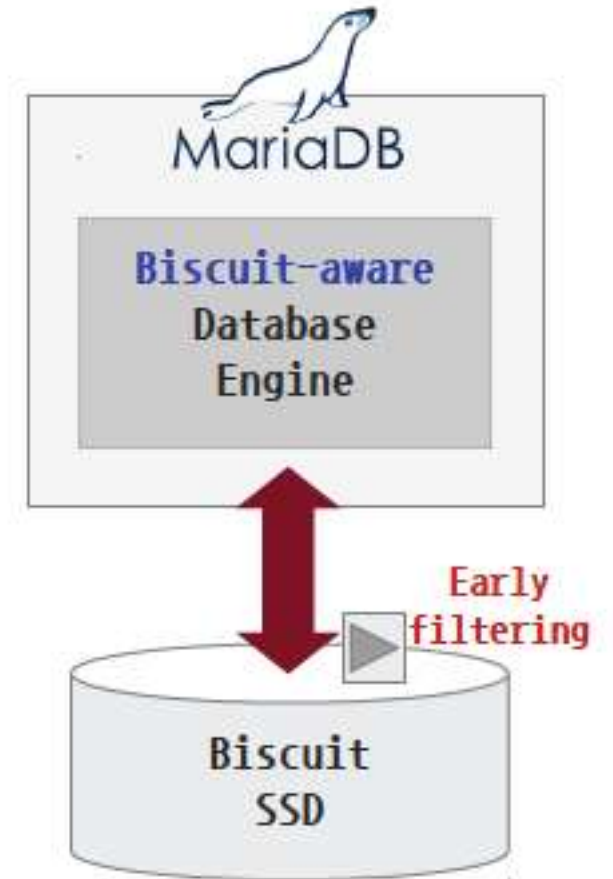 MariaDB
Biscuit-aware
Database
Engine
Early
filtering
Biscuit
SSD